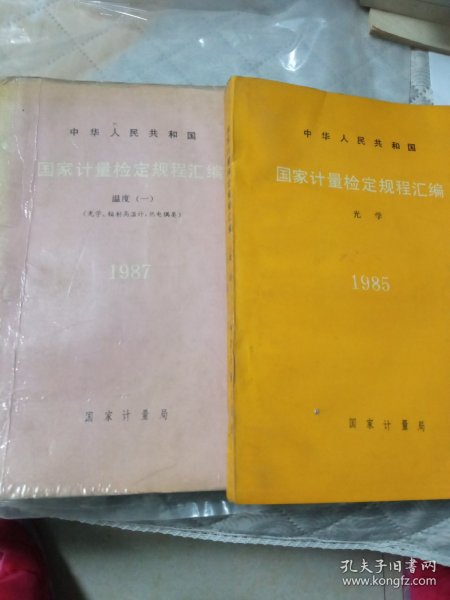 中华人民共和国
国家计量检定规程汇编
温度（一）
（光学、辐射高温计、热电偶类）
1987
国家计量局
中华人民共和国
国家计量检定规程汇编
光学
1985
国家计量局
孔夫子旧书网
www.kongfz.com